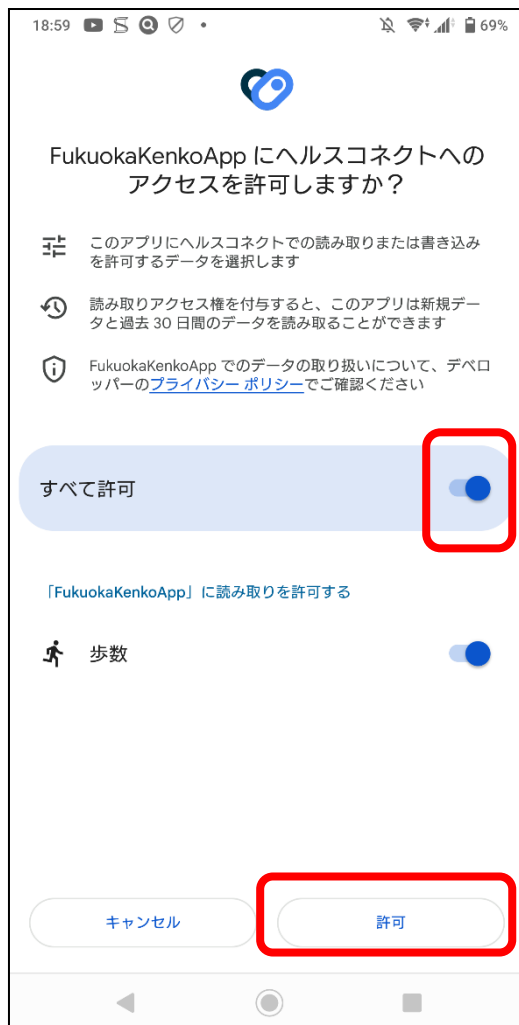 18:59
69%
FukuokaKenkoApp にヘルスコネクトへの
アクセスを許可しますか？
このアプリにヘルスコネクトでの読み取りまたは書き込み
を許可するデータを選択します
読み取りアクセス権を付与すると、このアプリは新規デー
タと過去 30 日間のデータを読み取ることができます
FukuokaKenkoApp でのデータの取り扱いについて、デベロ
ッパーのプライバシー ポリシーでご確認ください
すべて許可
「FukuokaKenkoApp」に読み取りを許可する
歩数
キャンセル
許可